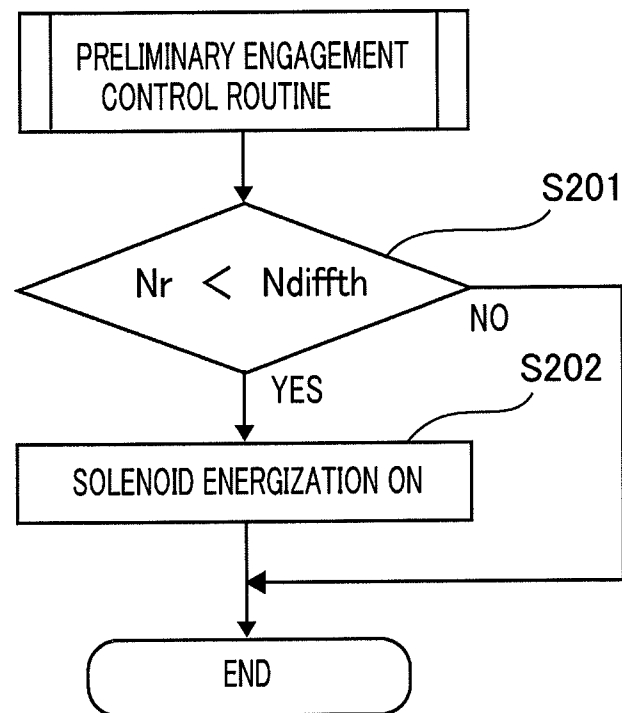 PRELIMINARY ENGAGEMENT
CONTROL ROUTINE
S201
Nr < Ndiffth
NO
YES
S202
SOLENOID ENERGIZATION ON
END